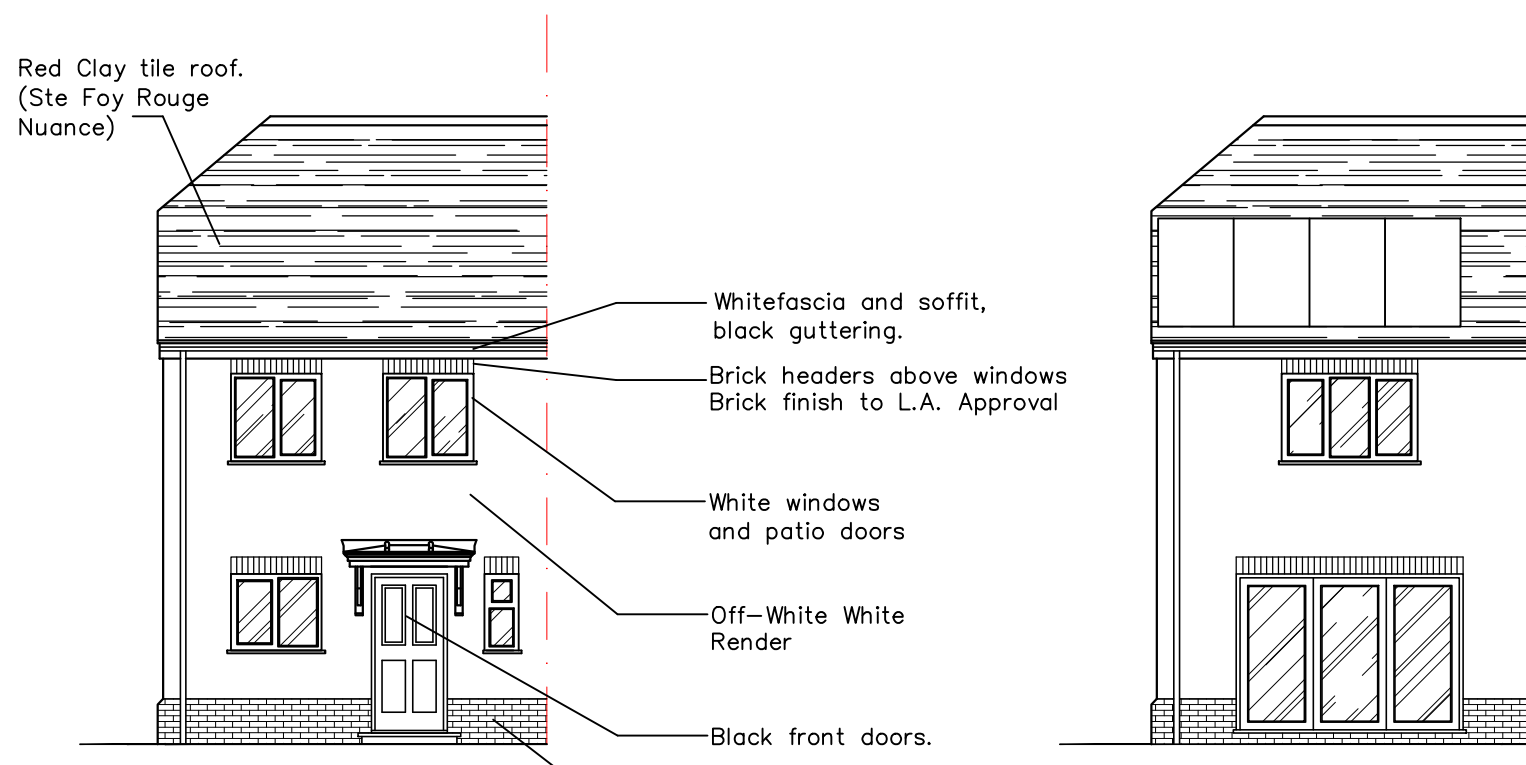 Red Clay tile roof.
(Ste Foy Rouge
Nuance)
Whitefascia and soffit,
black guttering.
Brick headers above windows
Brick finish to L.A. Approval
White windows
and patio doors
Off-White White
Render
Black front doors.